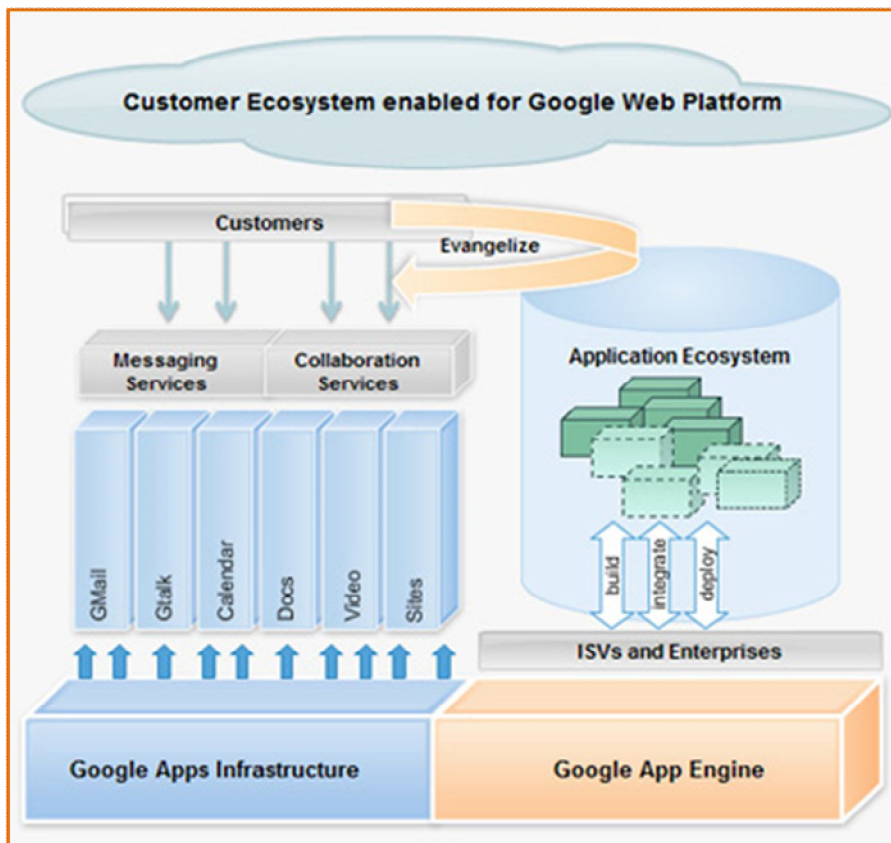 Customer Ecosystem enabled for Google Web Platform
Customers
Evangelize
Messaging
Services
Collaboration
Services
Application Ecosystem
GMail
Gtalk
Calendar
Docs
Video
Sites
build
integrate
deploy
ISVs and Enterprises
Google Apps Infrastructure
Google App Engine